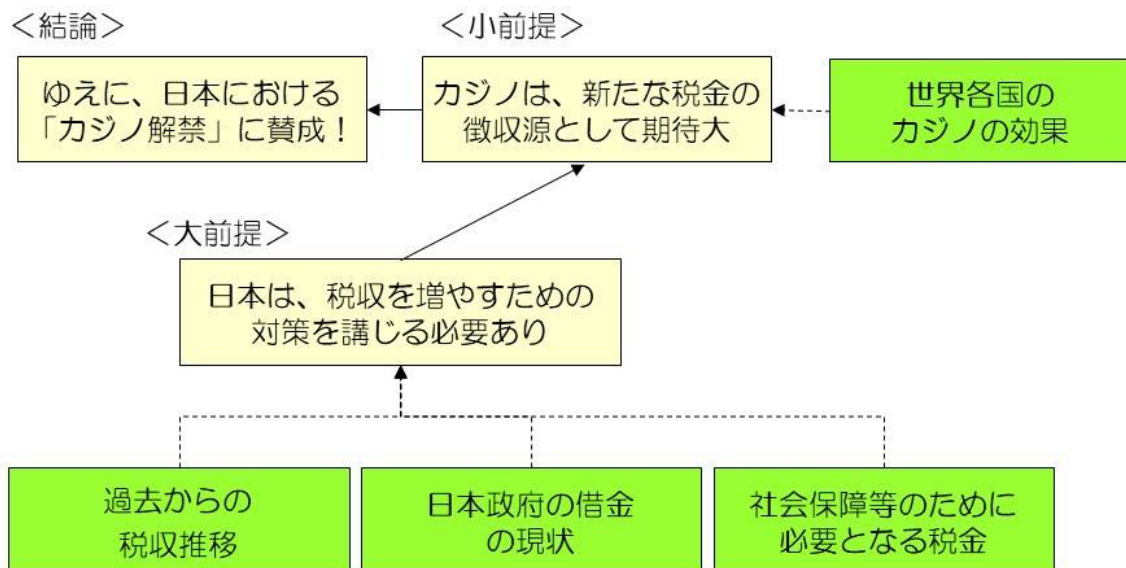 ＜結論＞
ゆえに、日本における
「カジノ解禁」に賛成！
＜小前提＞
カジノは、新たな税金の
徴収源として期待大
世界各国の
カジノの効果
＜大前提＞
日本は、税収を増やすための
対策を講じる必要あり
過去からの
税収推移
日本政府の借金
の現状
社会保障等のために
必要となる税金